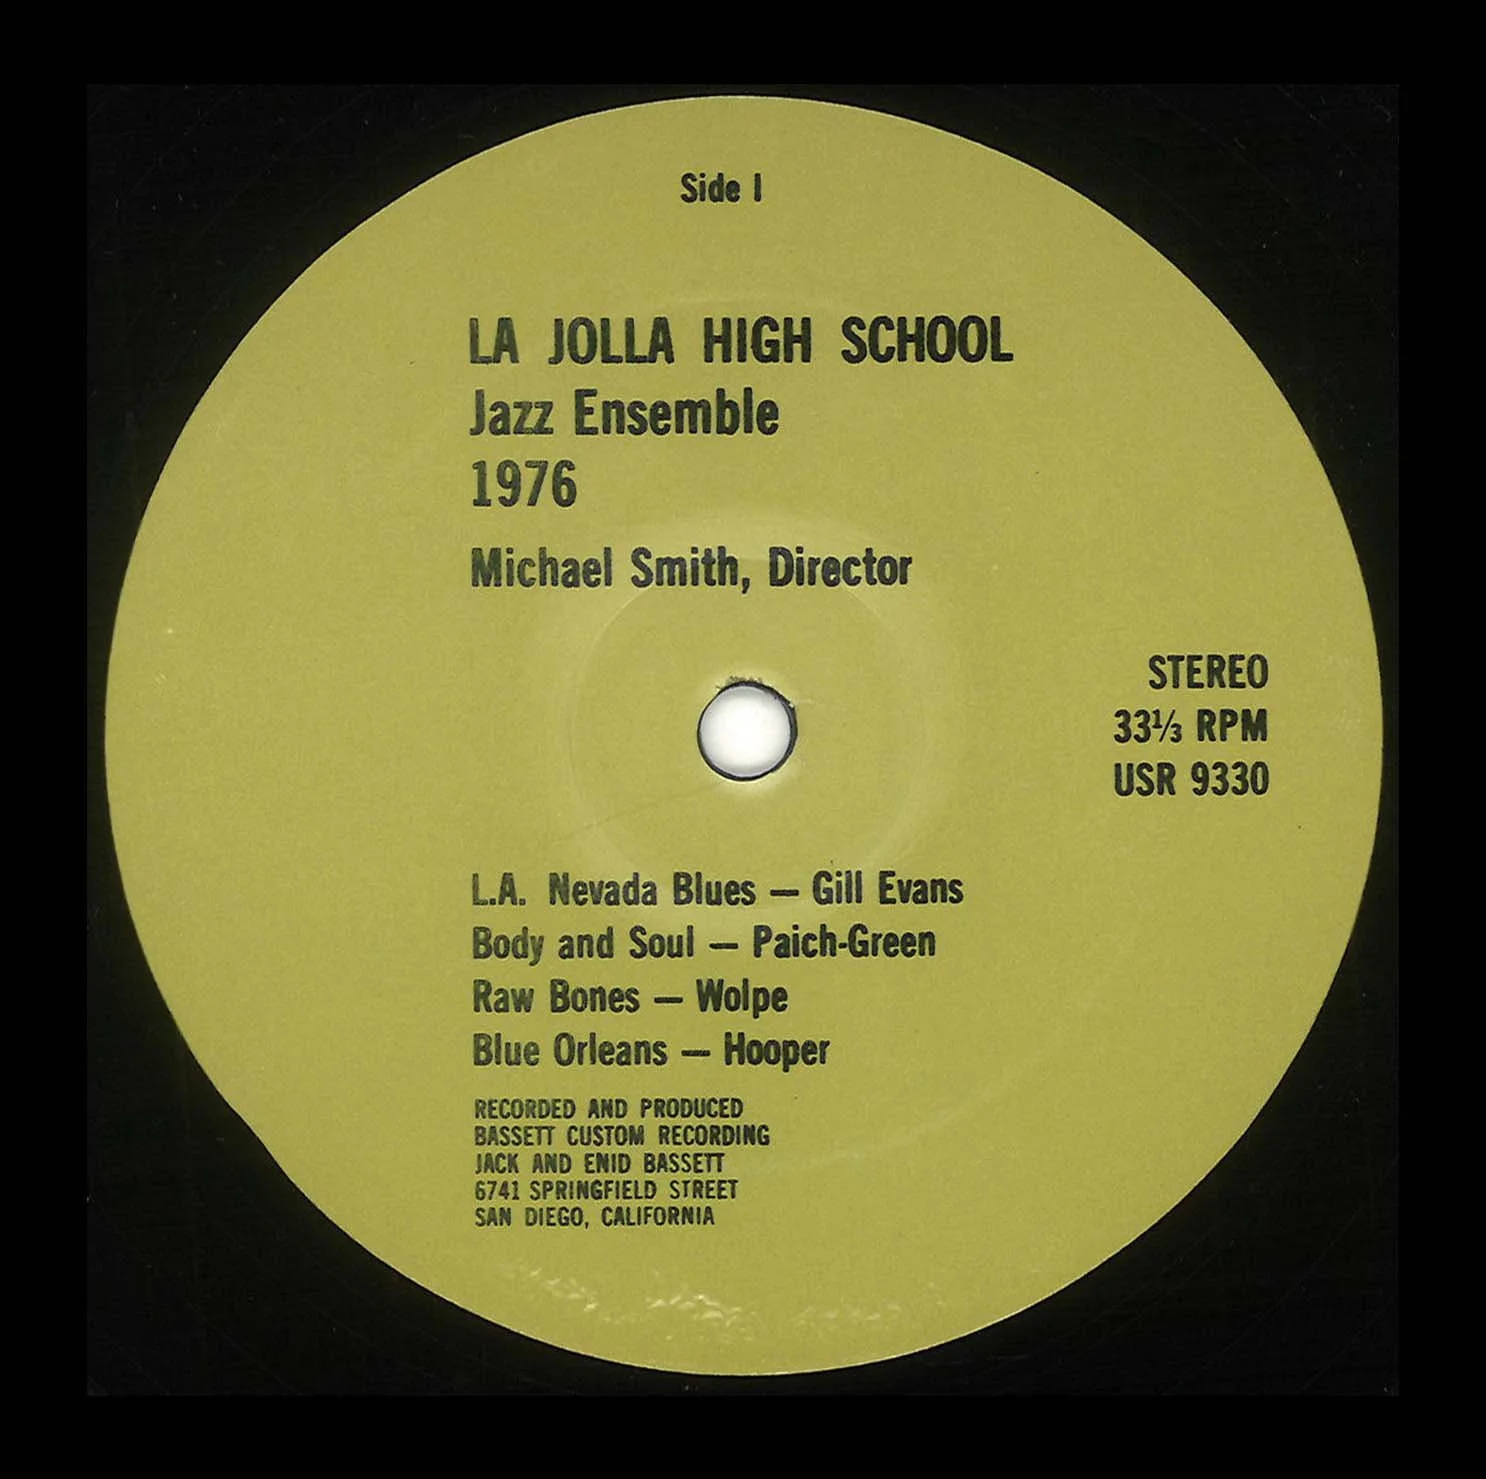 Side I
LA JOLLA HIGH SCHOOL
Jazz Ensemble
1976
Michael Smith, Director
STEREO
33⅓ RPM
USR 9330
L.A. Nevada Blues — Gill Evans
Body and Soul — Paich-Green
Raw Bones — Wolpe
Blue Orleans — Hooper
RECORDED AND PRODUCED
BASSETT CUSTOM RECORDING
JACK AND ENID BASSETT
6741 SPRINGFIELD STREET
SAN DIEGO, CALIFORNIA